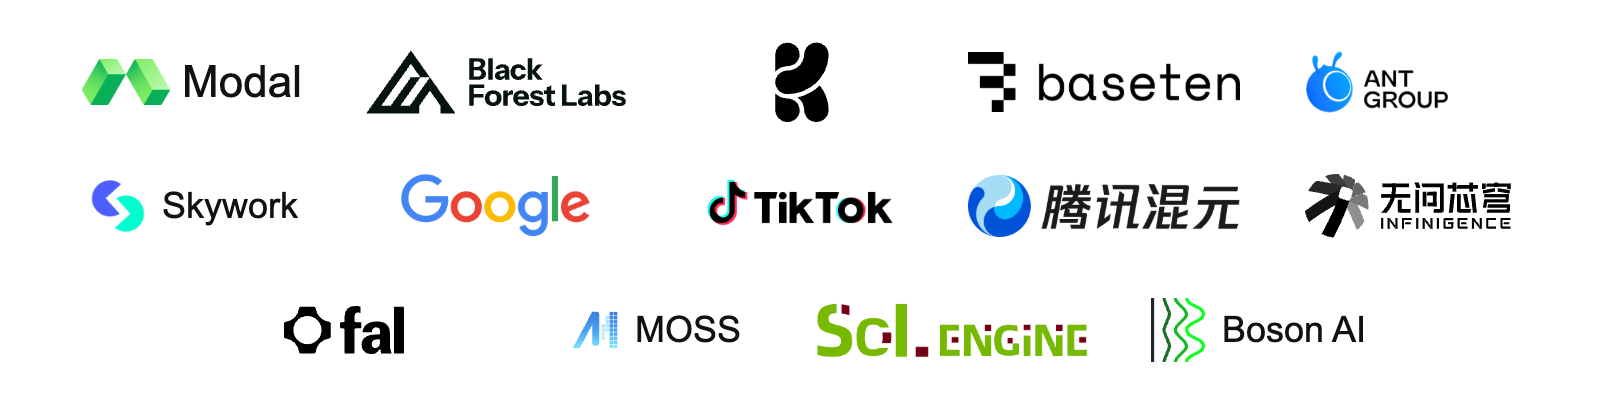 Modal
Black
Forest Labs
baseten
ANT
GROUP
Skywork
Google
TikTok
腾讯混元
无问芯穹
INFINIGENCE
fal
MOSS
Scl.ENGINE
Boson AI